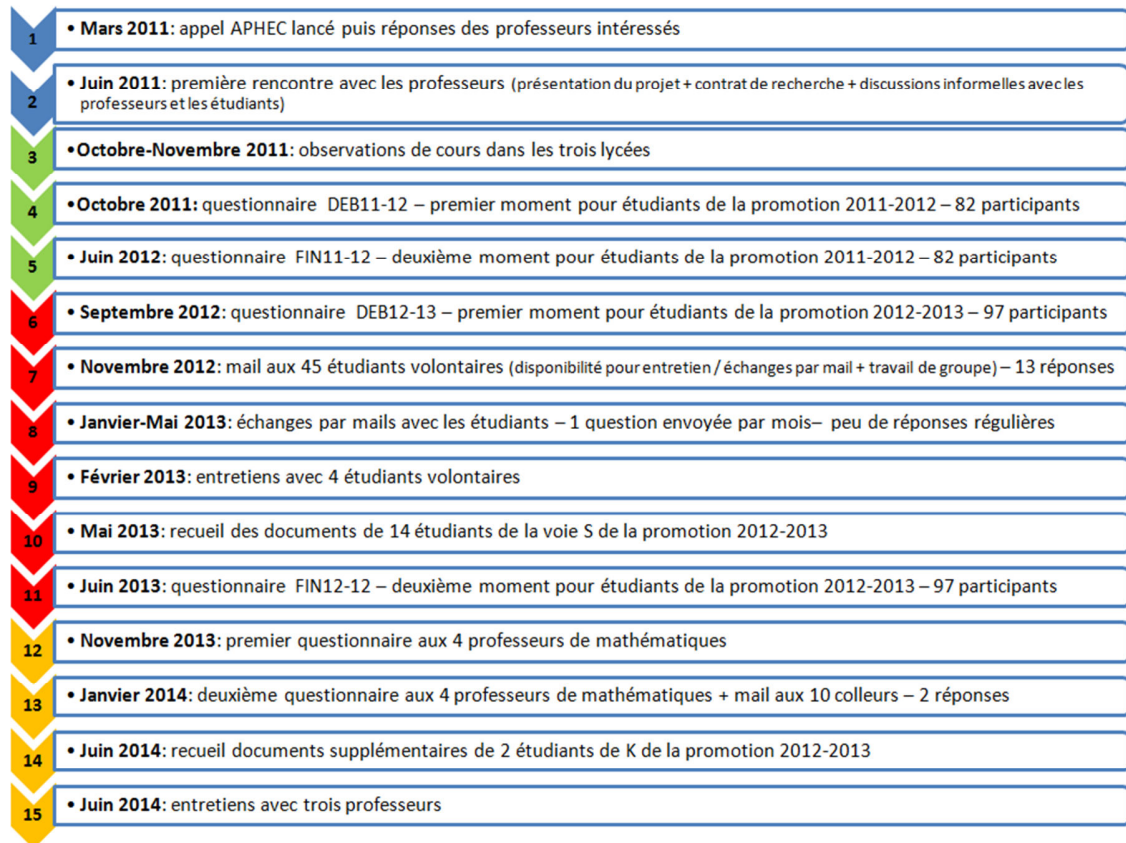 1
• Mars 2011: appel APHEC lancé puis réponses des professeurs intéressés
2
• Juin 2011: première rencontre avec les professeurs (présentation du projet + contrat de recherche + discussions informelles avec les
professeurs et les étudiants)
3
•Octobre-Novembre 2011: observations de cours dans les trois lycées
4
•Octobre 2011: questionnaire DEB11-12 – premier moment pour étudiants de la promotion 2011-2012 – 82 participants
5
• Juin 2012: questionnaire FIN11-12 – deuxième moment pour étudiants de la promotion 2011-2012 – 82 participants
6
• Septembre 2012: questionnaire DEB12-13 – premier moment pour étudiants de la promotion 2012-2013 – 97 participants
7
• Novembre 2012: mail aux 45 étudiants volontaires (disponibilité pour entretien / échanges par mail + travail de groupe) – 13 réponses
8
• Janvier-Mai 2013: échanges par mails avec les étudiants – 1 question envoyée par mois– peu de réponses régulières
9
• Février 2013: entretiens avec 4 étudiants volontaires
10
• Mai 2013: recueil des documents de 14 étudiants de la voie S de la promotion 2012-2013
11
• Juin 2013: questionnaire FIN12-12 – deuxième moment pour étudiants de la promotion 2012-2013 – 97 participants
12
• Novembre 2013: premier questionnaire aux 4 professeurs de mathématiques
13
• Janvier 2014: deuxième questionnaire aux 4 professeurs de mathématiques + mail aux 10 colleurs – 2 réponses
14
• Juin 2014: recueil documents supplémentaires de 2 étudiants de K de la promotion 2012-2013
15
• Juin 2014: entretiens avec trois professeurs